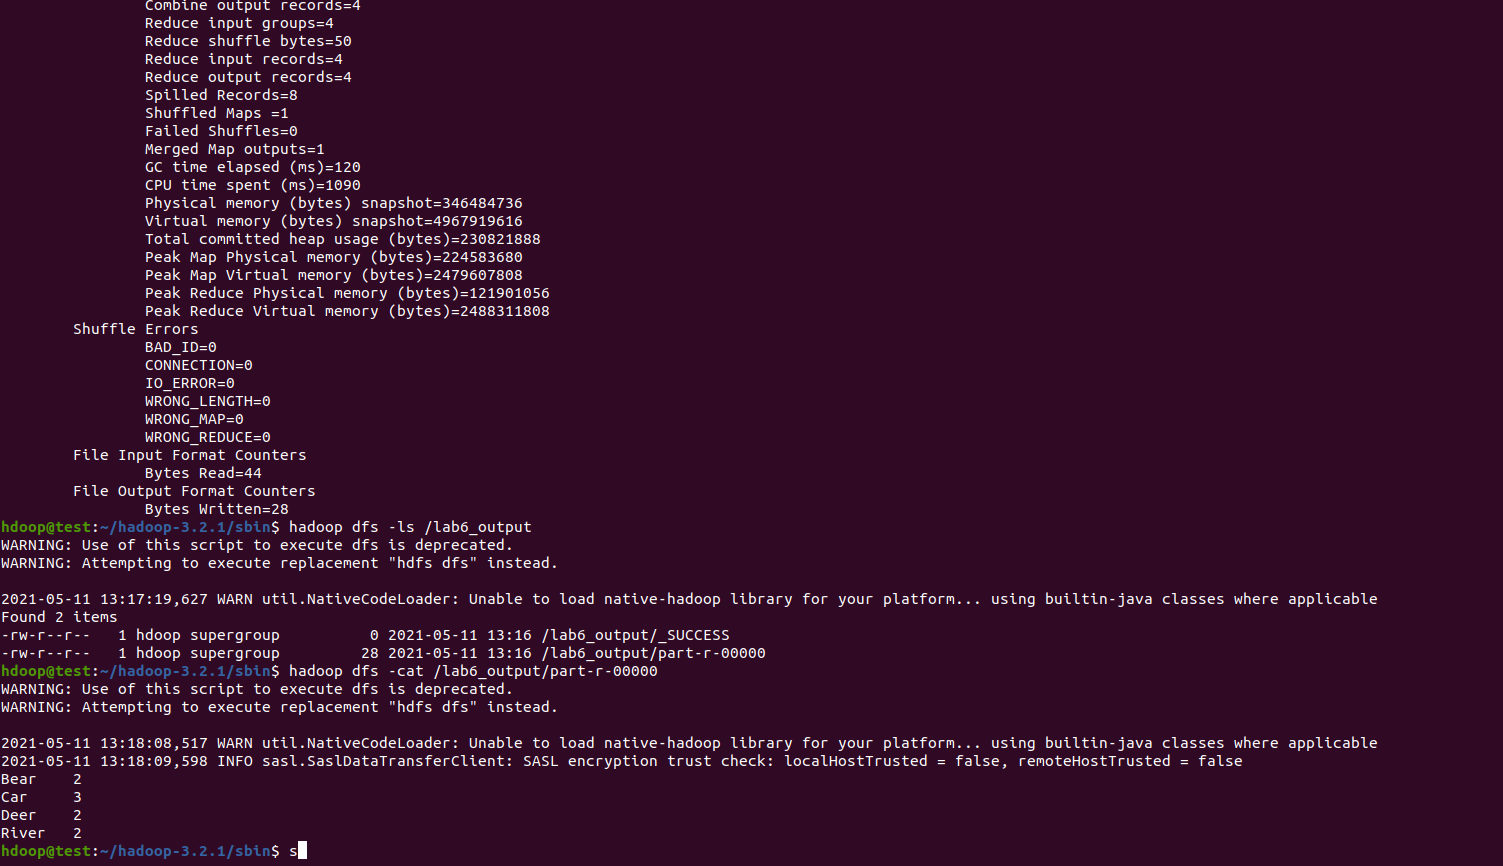 Combine output records=4
Reduce input groups=4
Reduce shuffle bytes=50
Reduce input records=4
Reduce output records=4
Spilled Records=8
Shuffled Maps =1
Failed Shuffles=0
Merged Map outputs=1
GC time elapsed (ms)=120
CPU time spent (ms)=1090
Physical memory (bytes) snapshot=346484736
Virtual memory (bytes) snapshot=4967919616
Total committed heap usage (bytes)=230821888
Peak Map Physical memory (bytes)=224583680
Peak Map Virtual memory (bytes)=2479607808
Peak Reduce Physical memory (bytes)=121901056
Peak Reduce Virtual memory (bytes)=2488311808
Shuffle Errors
BAD_ID=0
CONNECTION=0
IO_ERROR=0
WRONG_LENGTH=0
WRONG_MAP=0
WRONG_REDUCE=0
File Input Format Counters
Bytes Read=44
File Output Format Counters
Bytes Written=28
hdoop@test:~/hadoop-3.2.1/sbin$ hadoop dfs -ls /lab6_output
WARNING: Use of this script to execute dfs is deprecated.
WARNING: Attempting to execute replacement "hdfs dfs" instead.
2021-05-11 13:17:19,627 WARN util.NativeCodeLoader: Unable to load native-hadoop library for your platform... using builtin-java classes where applicable
Found 2 items
-rw-r--r--   1 hdoop supergroup          0 2021-05-11 13:16 /lab6_output/_SUCCESS
-rw-r--r--   1 hdoop supergroup         28 2021-05-11 13:16 /lab6_output/part-r-00000
hdoop@test:~/hadoop-3.2.1/sbin$ hadoop dfs -cat /lab6_output/part-r-00000
WARNING: Use of this script to execute dfs is deprecated.
WARNING: Attempting to execute replacement "hdfs dfs" instead.
2021-05-11 13:18:08,517 WARN util.NativeCodeLoader: Unable to load native-hadoop library for your platform... using builtin-java classes where applicable
2021-05-11 13:18:09,598 INFO sasl.SaslDataTransferClient: SASL encryption trust check: localHostTrusted = false, remoteHostTrusted = false
Bear    2
Car     3
Deer    2
River   2
hdoop@test:~/hadoop-3.2.1/sbin$ s